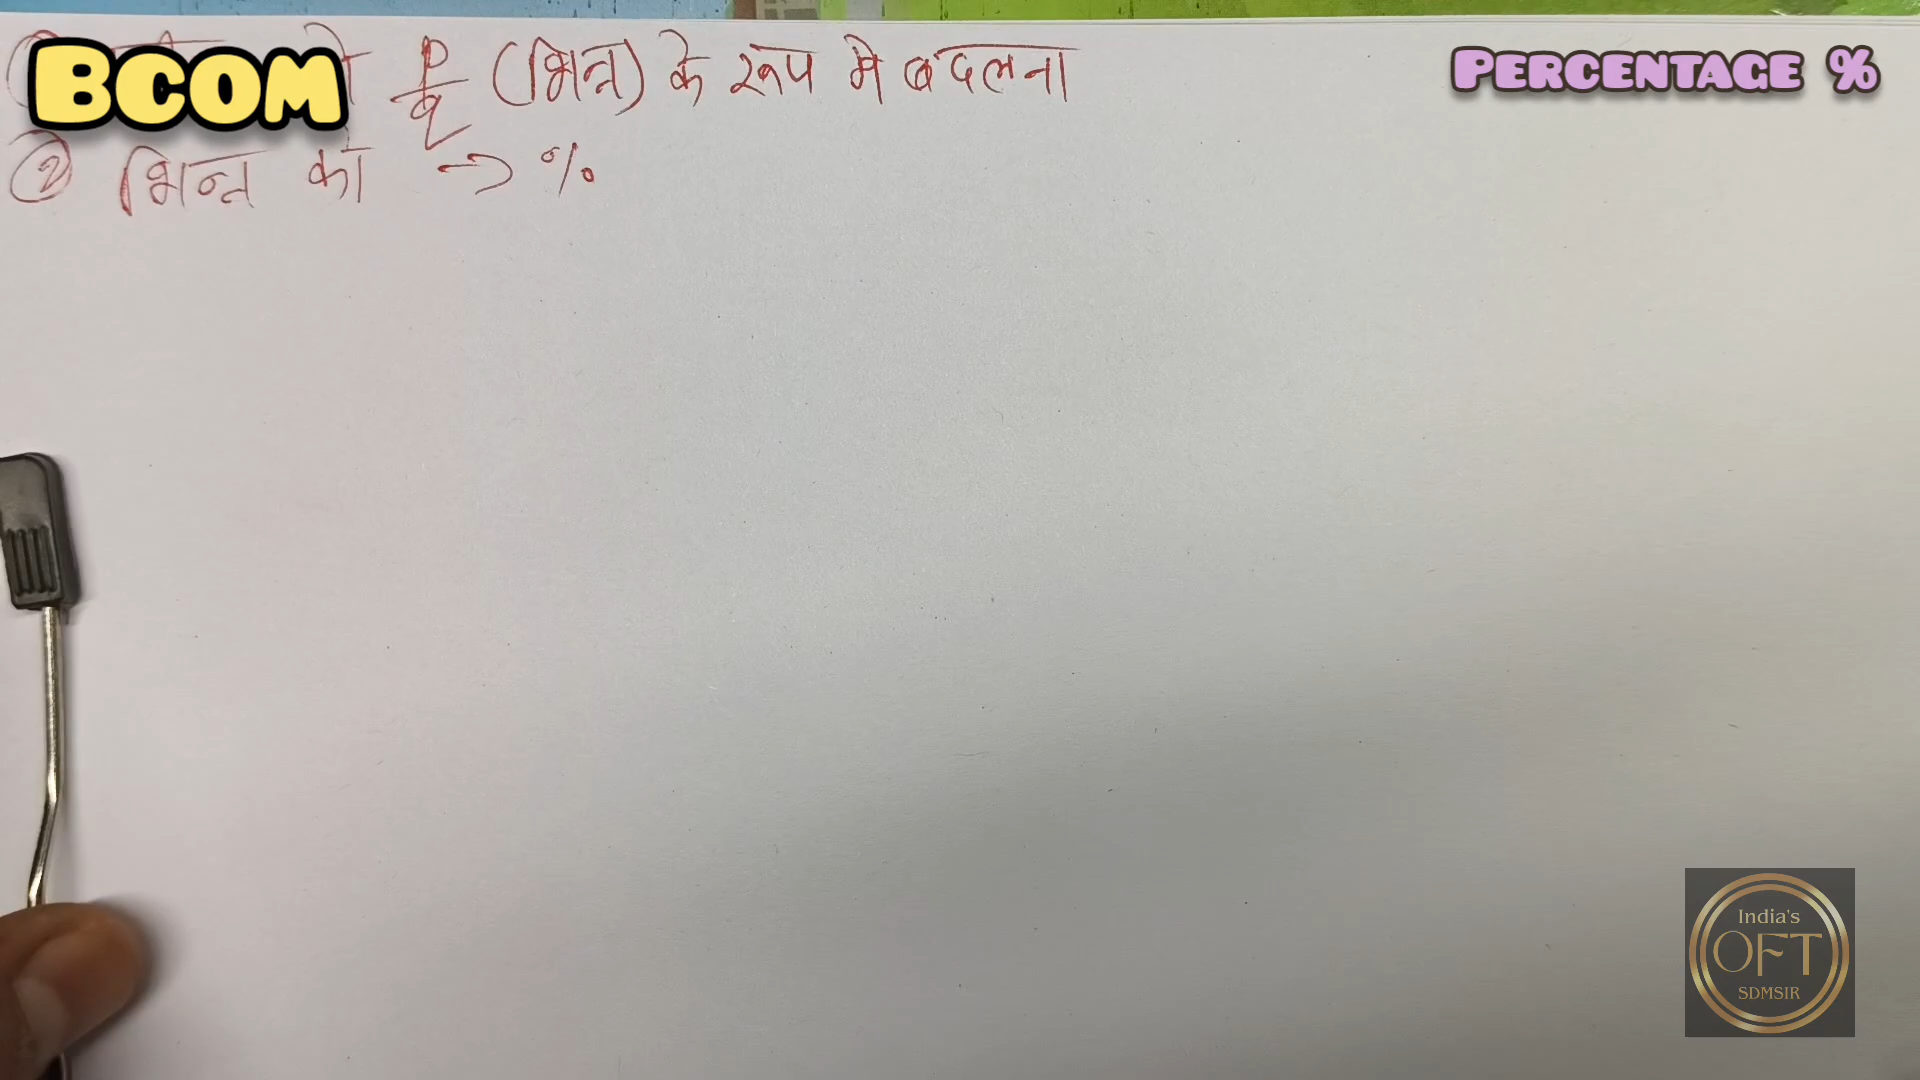 BCOM
PERCENTAGE %
p/q (भिन्न) के रूप मे बदलना
② भिन्न को → %
India's
OFT
SDMSIR